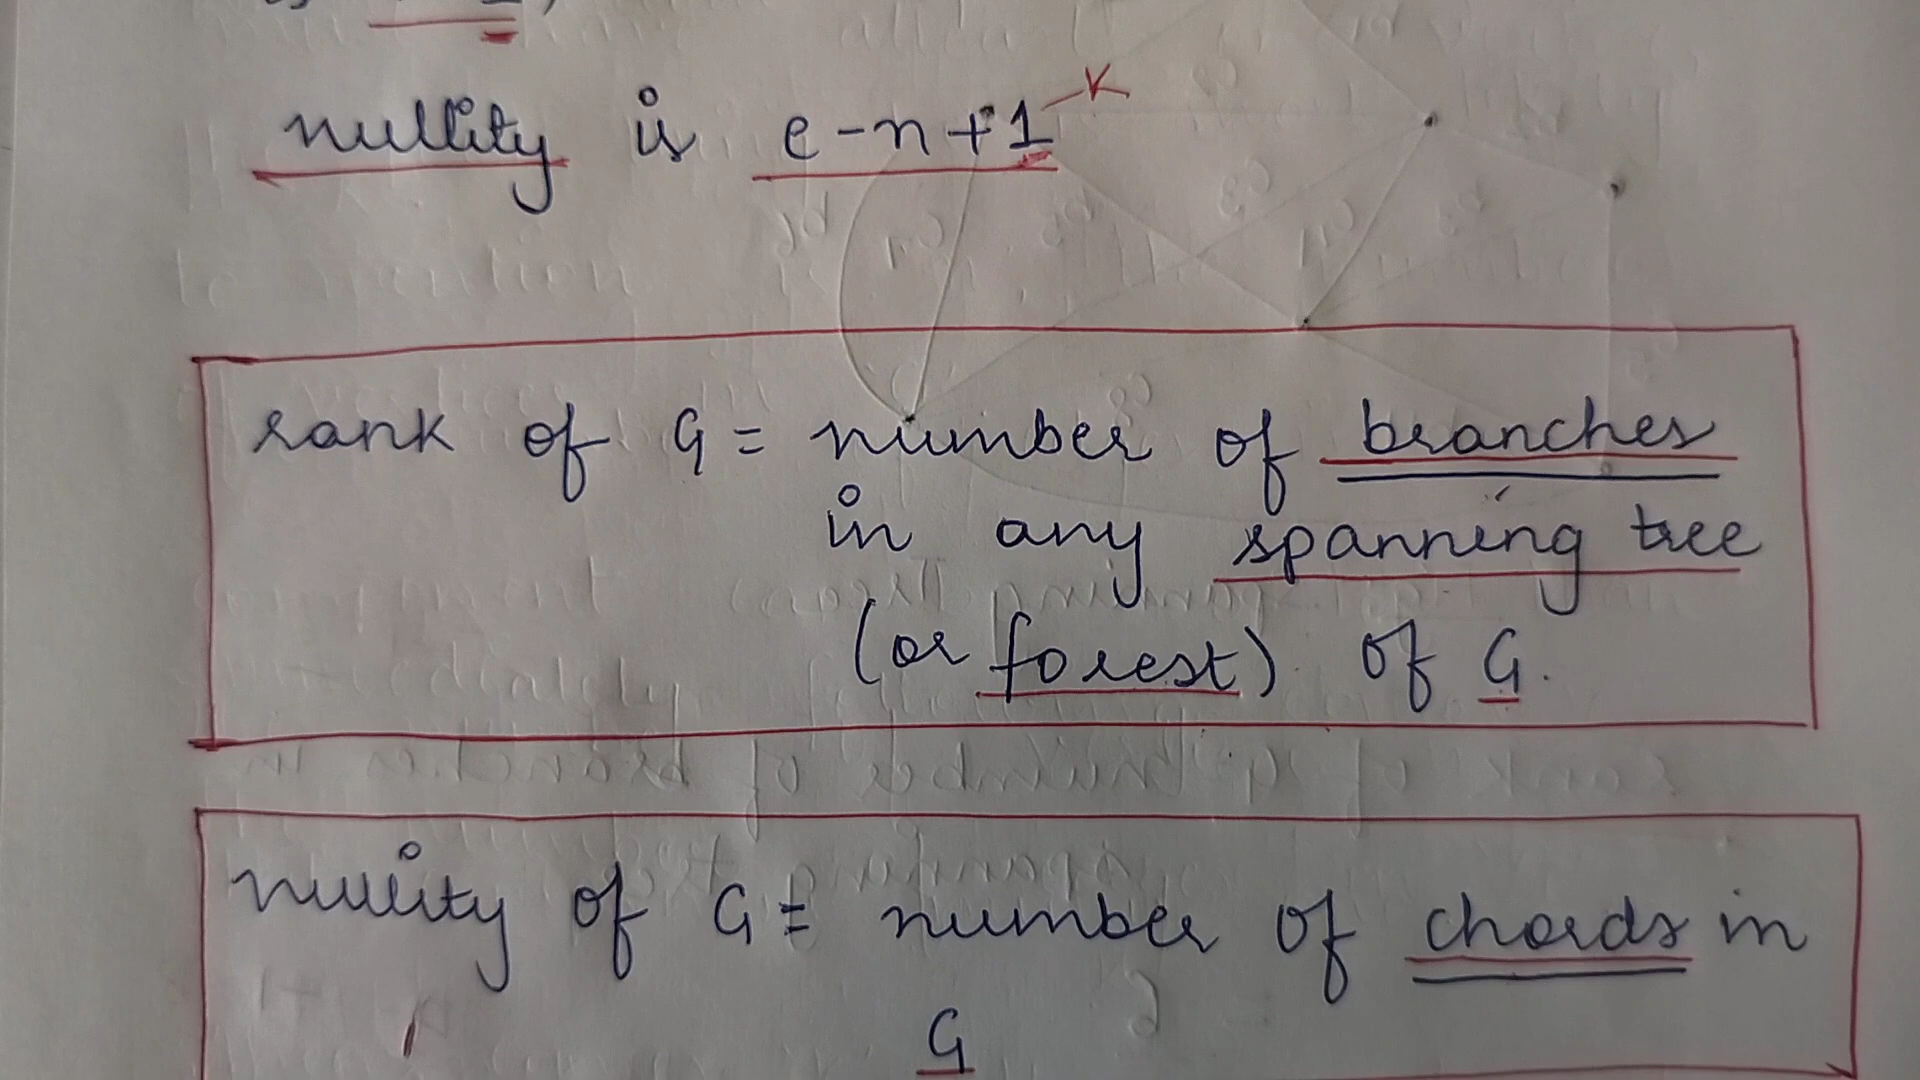 nullity is e-n+1 K
rank of G = number of branches
in any spanning tree
(or forest) of G.
nullity of G = number of chords in
G